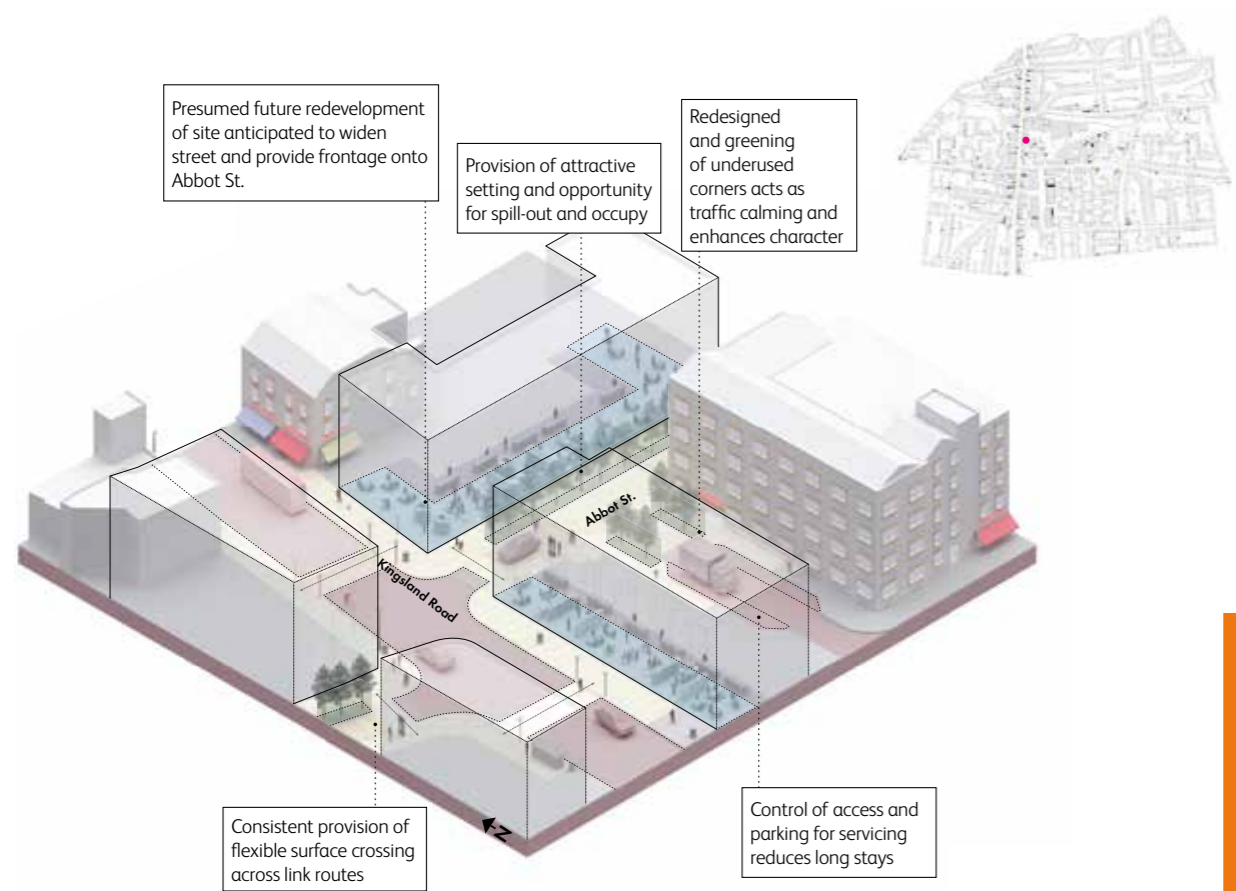 Presumed future redevelopment
of site anticipated to widen
street and provide frontage onto
Abbot St.
Provision of attractive
setting and opportunity
for spill-out and occupy
Redesigned
and greening
of underused
corners acts as
traffic calming and
enhances character
Abbot St.
Kingsland Road
Consistent provision of
flexible surface crossing
across link routes
N
Control of access and
parking for servicing
reduces long stays